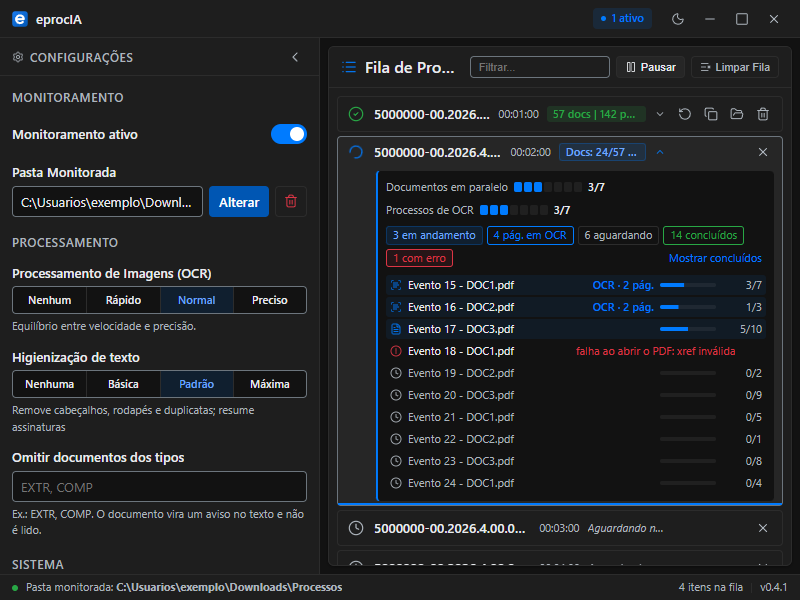 eprocIA
1 ativo
CONFIGURAÇÕES
MONITORAMENTO
Monitoramento ativo
Pasta Monitorada
C:\Usuarios\exemplo\Downl...
Alterar
PROCESSAMENTO
Processamento de Imagens (OCR)
Nenhum Rápido Normal Preciso
Equilíbrio entre velocidade e precisão.
Higienização de texto
Nenhuma Básica Padrão Máxima
Remove cabeçalhos, rodapés e duplicatas; resume
assinaturas
Omitir documentos dos tipos
EXTR, COMP
Ex.: EXTR, COMP. O documento vira um aviso no texto e não
é lido.
SISTEMA
Fila de Pro...
Filtrar...
Pausar
Limpar Fila
5000000-00.2026.... 00:01:00 57 docs | 142 p...
5000000-00.2026.4.... 00:02:00 Docs: 24/57 ...
Documentos em paralelo 3/7
Processos de OCR 3/7
3 em andamento 4 pág. em OCR 6 aguardando 14 concluídos
1 com erro Mostrar concluídos
Evento 15 - DOC1.pdf OCR · 2 pág. 3/7
Evento 16 - DOC2.pdf OCR · 2 pág. 1/3
Evento 17 - DOC3.pdf 5/10
Evento 18 - DOC1.pdf falha ao abrir o PDF: xref inválida
Evento 19 - DOC2.pdf 0/2
Evento 20 - DOC3.pdf 0/9
Evento 21 - DOC1.pdf 0/5
Evento 22 - DOC2.pdf 0/1
Evento 23 - DOC3.pdf 0/8
Evento 24 - DOC1.pdf 0/4
5000000-00.2026.4.00.0... 00:03:00 Aguardando n...
Pasta monitorada: C:\Usuarios\exemplo\Downloads\Processos
4 itens na fila
v0.4.1